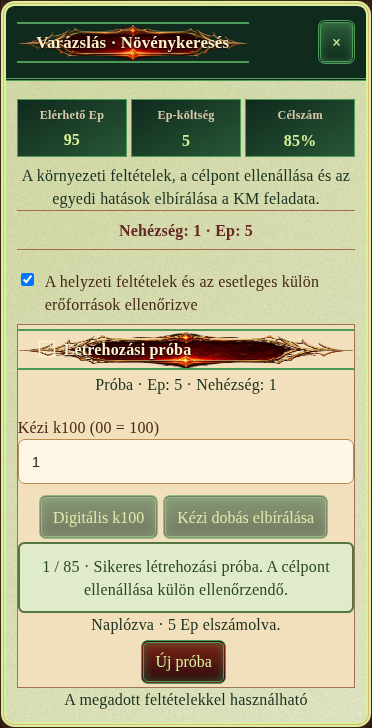 Varázslás · Növénykeresés
×
Elérhető Ep
95
Ep-költség
5
Célszám
85%
A környezeti feltételek, a célpont ellenállása és az
egyedi hatások elbírálása a KM feladata.
Nehézség: 1 · Ep: 5
A helyzeti feltételek és az esetleges külön
erőforrások ellenőrizve
Létrehozási próba
Próba · Ep: 5 · Nehézség: 1
Kézi k100 (00 = 100)
1
Digitális k100
Kézi dobás elbírálása
1 / 85 · Sikeres létrehozási próba. A célpont
ellenállása külön ellenőrzendő.
Naplózva · 5 Ep elszámolva.
Új próba
A megadott feltételekkel használható